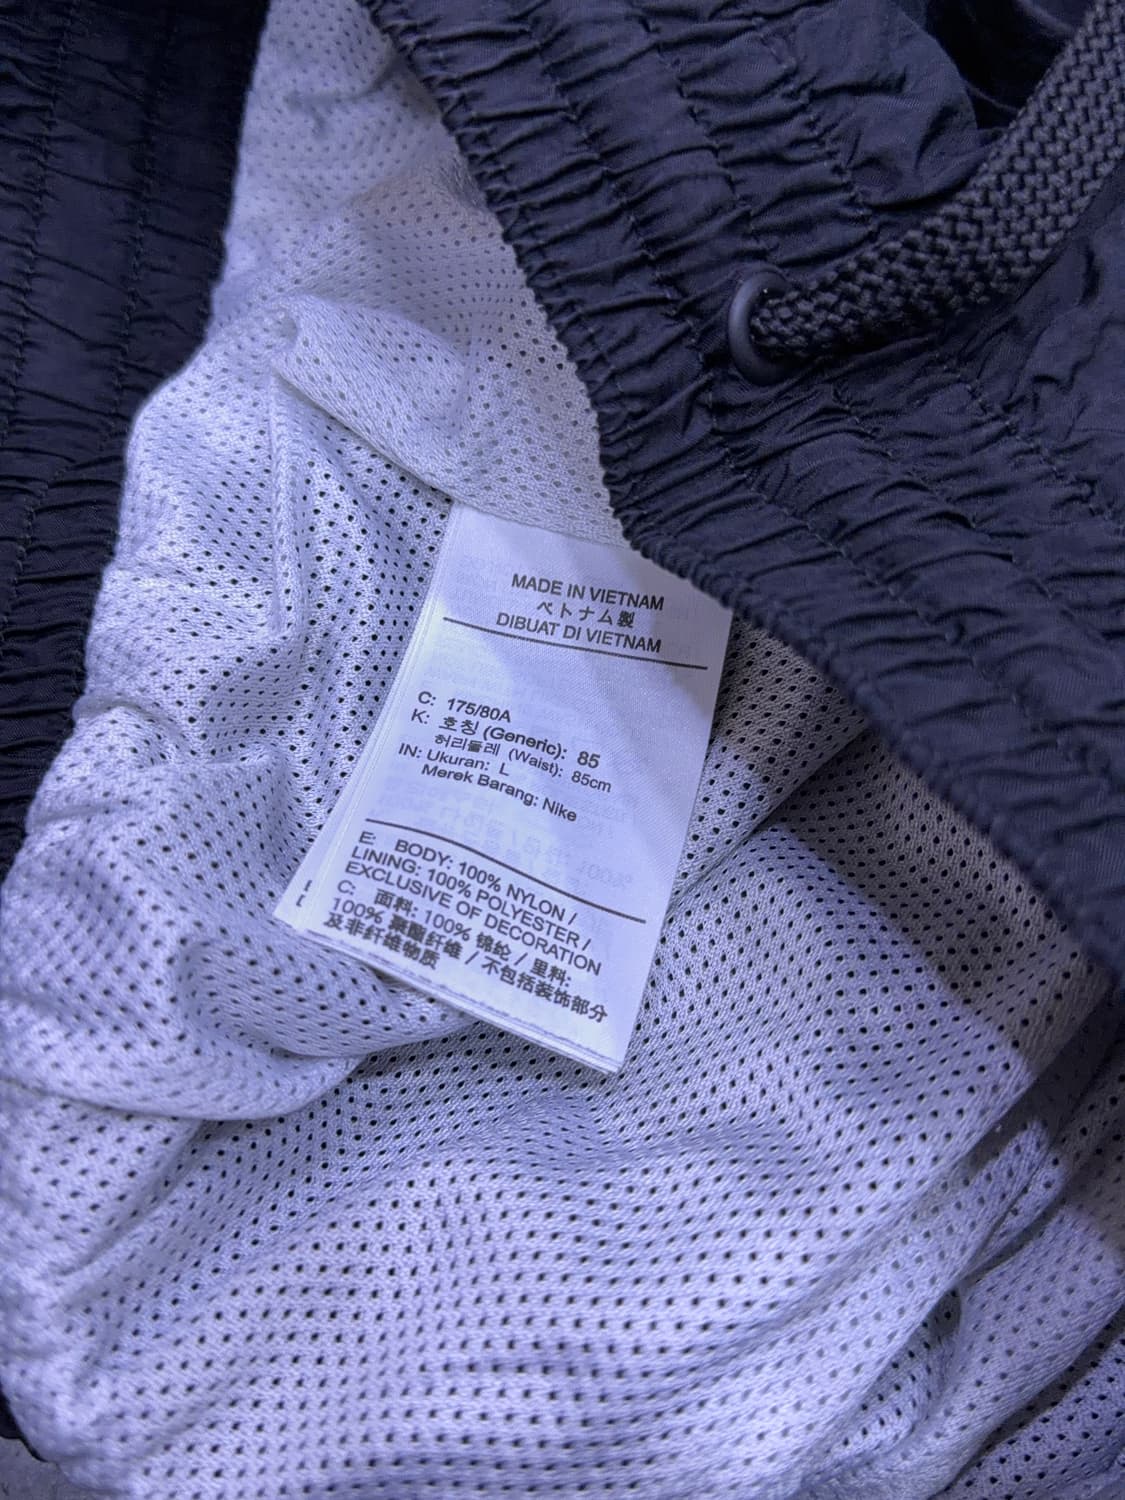 MADE IN VIETNAM
ベトナム製
DIBUAT DI VIETNAM
C: 175/80A
K: 호칭 (Generic): 85
허리둘레 (Waist): 85cm
IN: Ukuran: L
Merek Barang: Nike
E: BODY: 100% NYLON /
LINING: 100% POLYESTER /
EXCLUSIVE OF DECORATION
C: 面料: 100% 锦纶 / 里料:
100% 聚酯纤维 / 不包括装饰部分
及非纤维物质